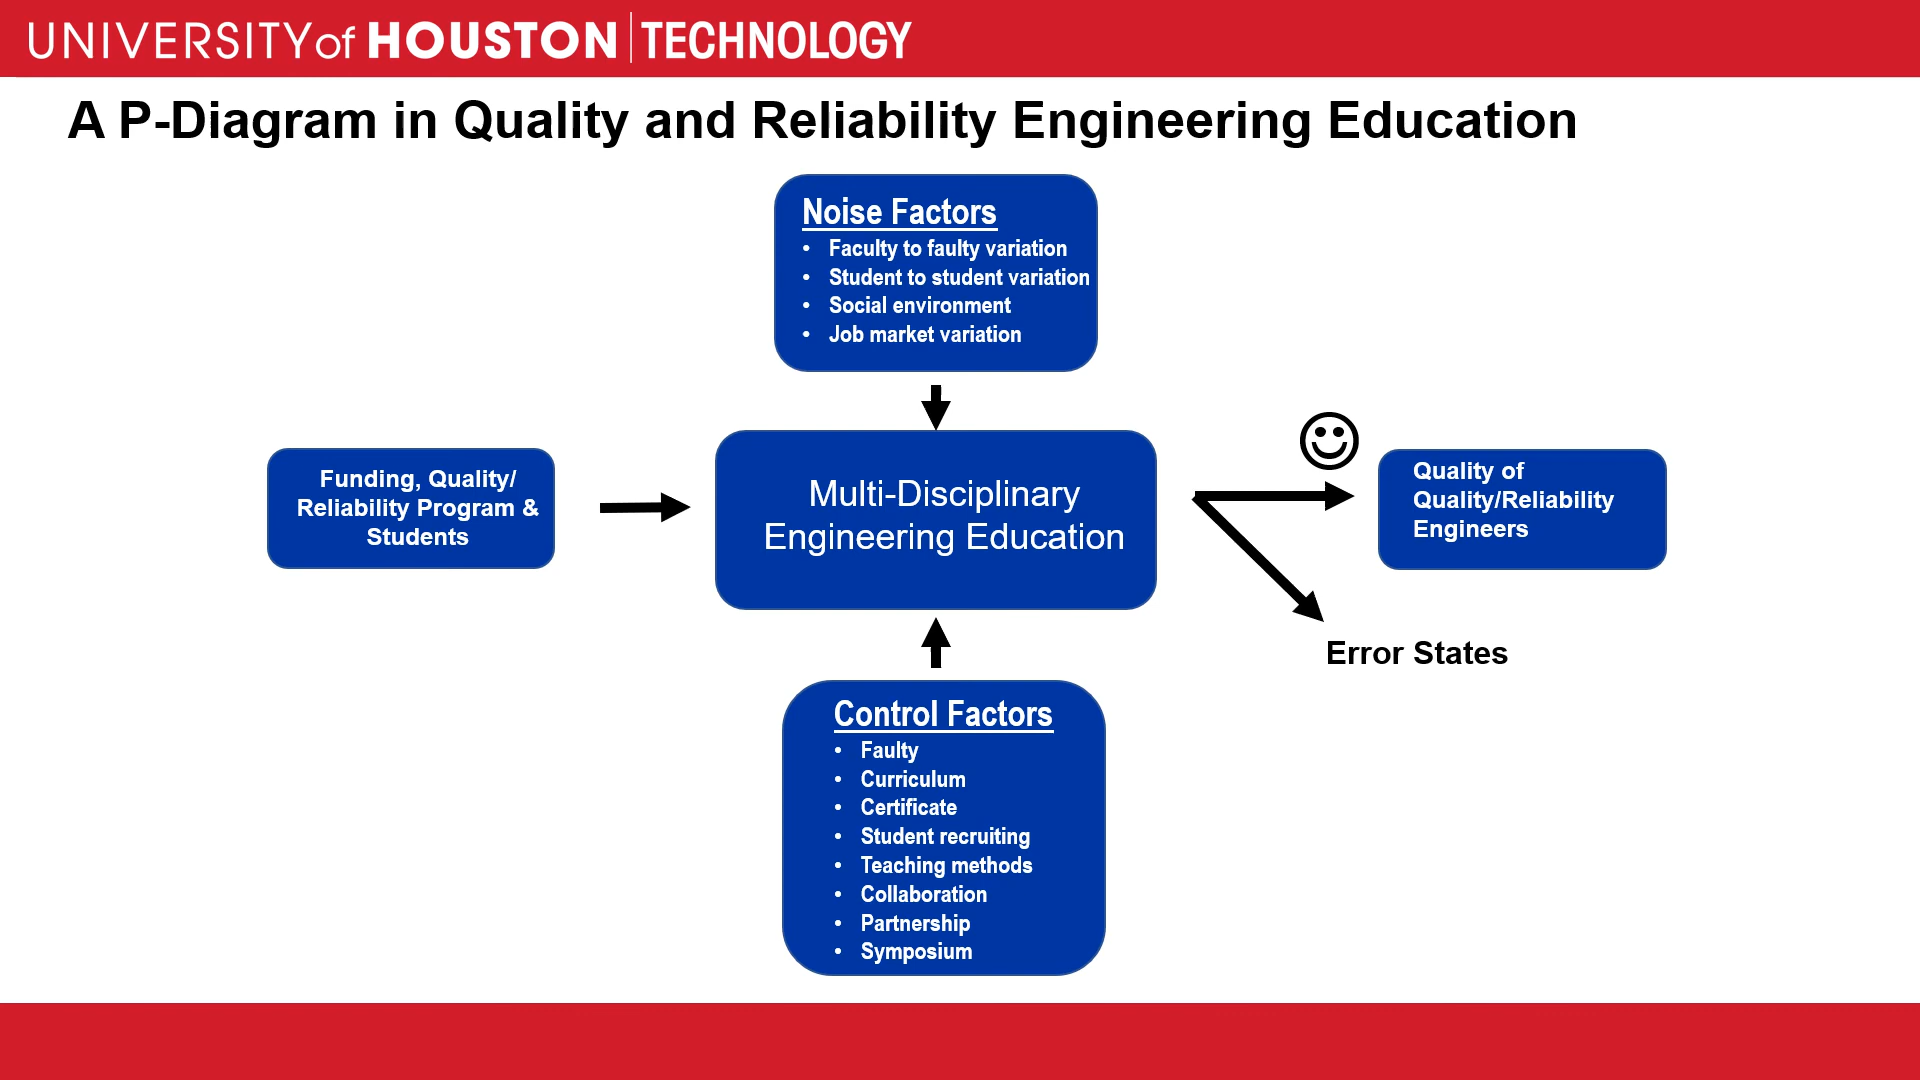 UNIVERSITY of HOUSTON TECHNOLOGY
A P-Diagram in Quality and Reliability Engineering Education
Noise Factors
• Faculty to faulty variation
• Student to student variation
• Social environment
• Job market variation
Funding, Quality/
Reliability Program &
Students
Multi-Disciplinary
Engineering Education
Quality of
Quality/Reliability
Engineers
Error States
Control Factors
• Faulty
• Curriculum
• Certificate
• Student recruiting
• Teaching methods
• Collaboration
• Partnership
• Symposium